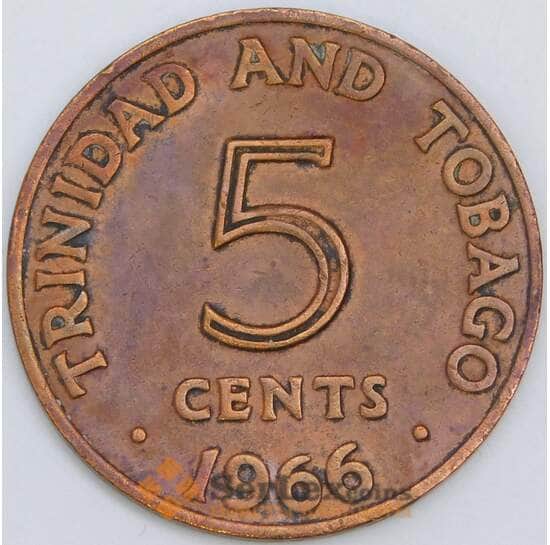 TRINIDAD AND TOBAGO
5
CENTS
· 1966 ·